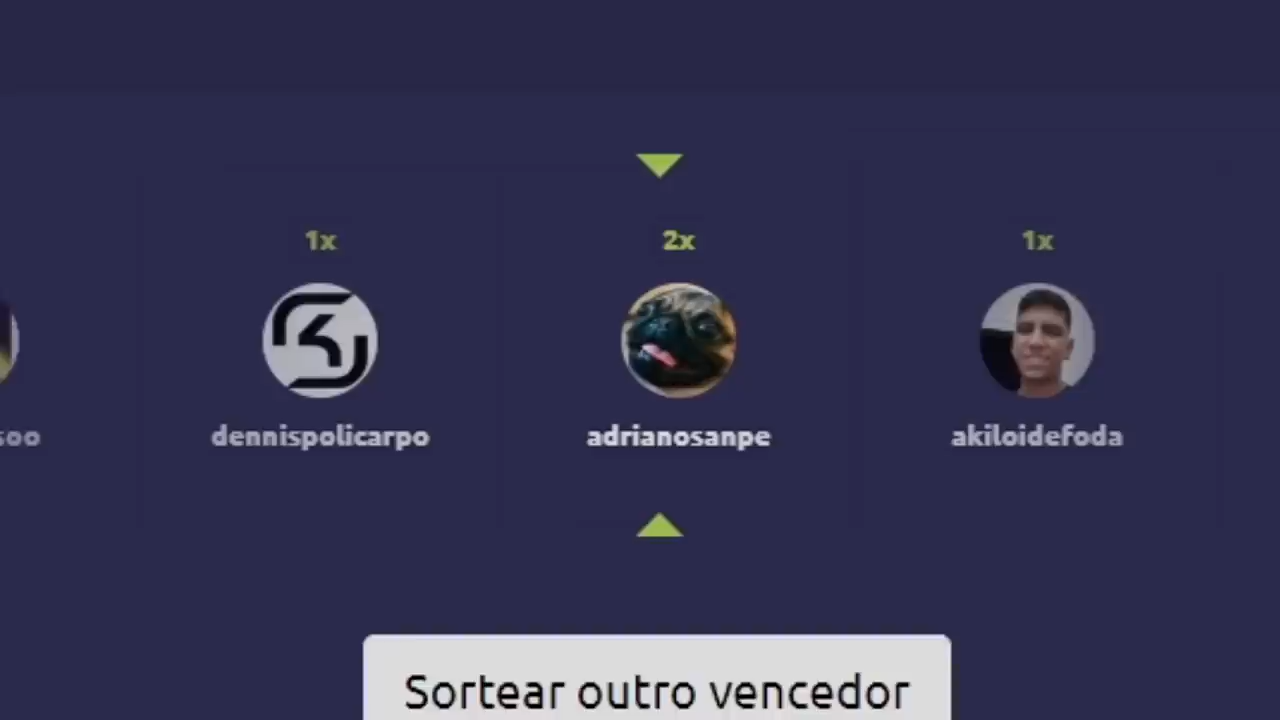 1x
2x
1x
soo
dennispolicarpo
adrianosanpe
akiloidefoda
Sortear outro vencedor